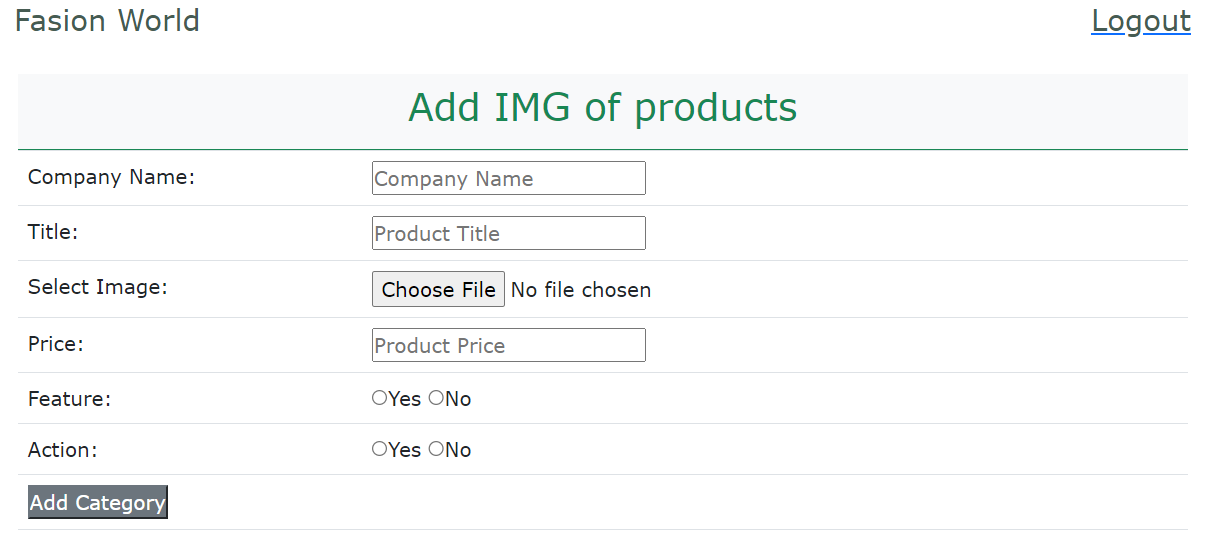 Fasion World Logout
Add IMG of products
Company Name: Company Name
Title: Product Title
Select Image: Choose File No file chosen
Price: Product Price
Feature: Yes No
Action: Yes No
Add Category